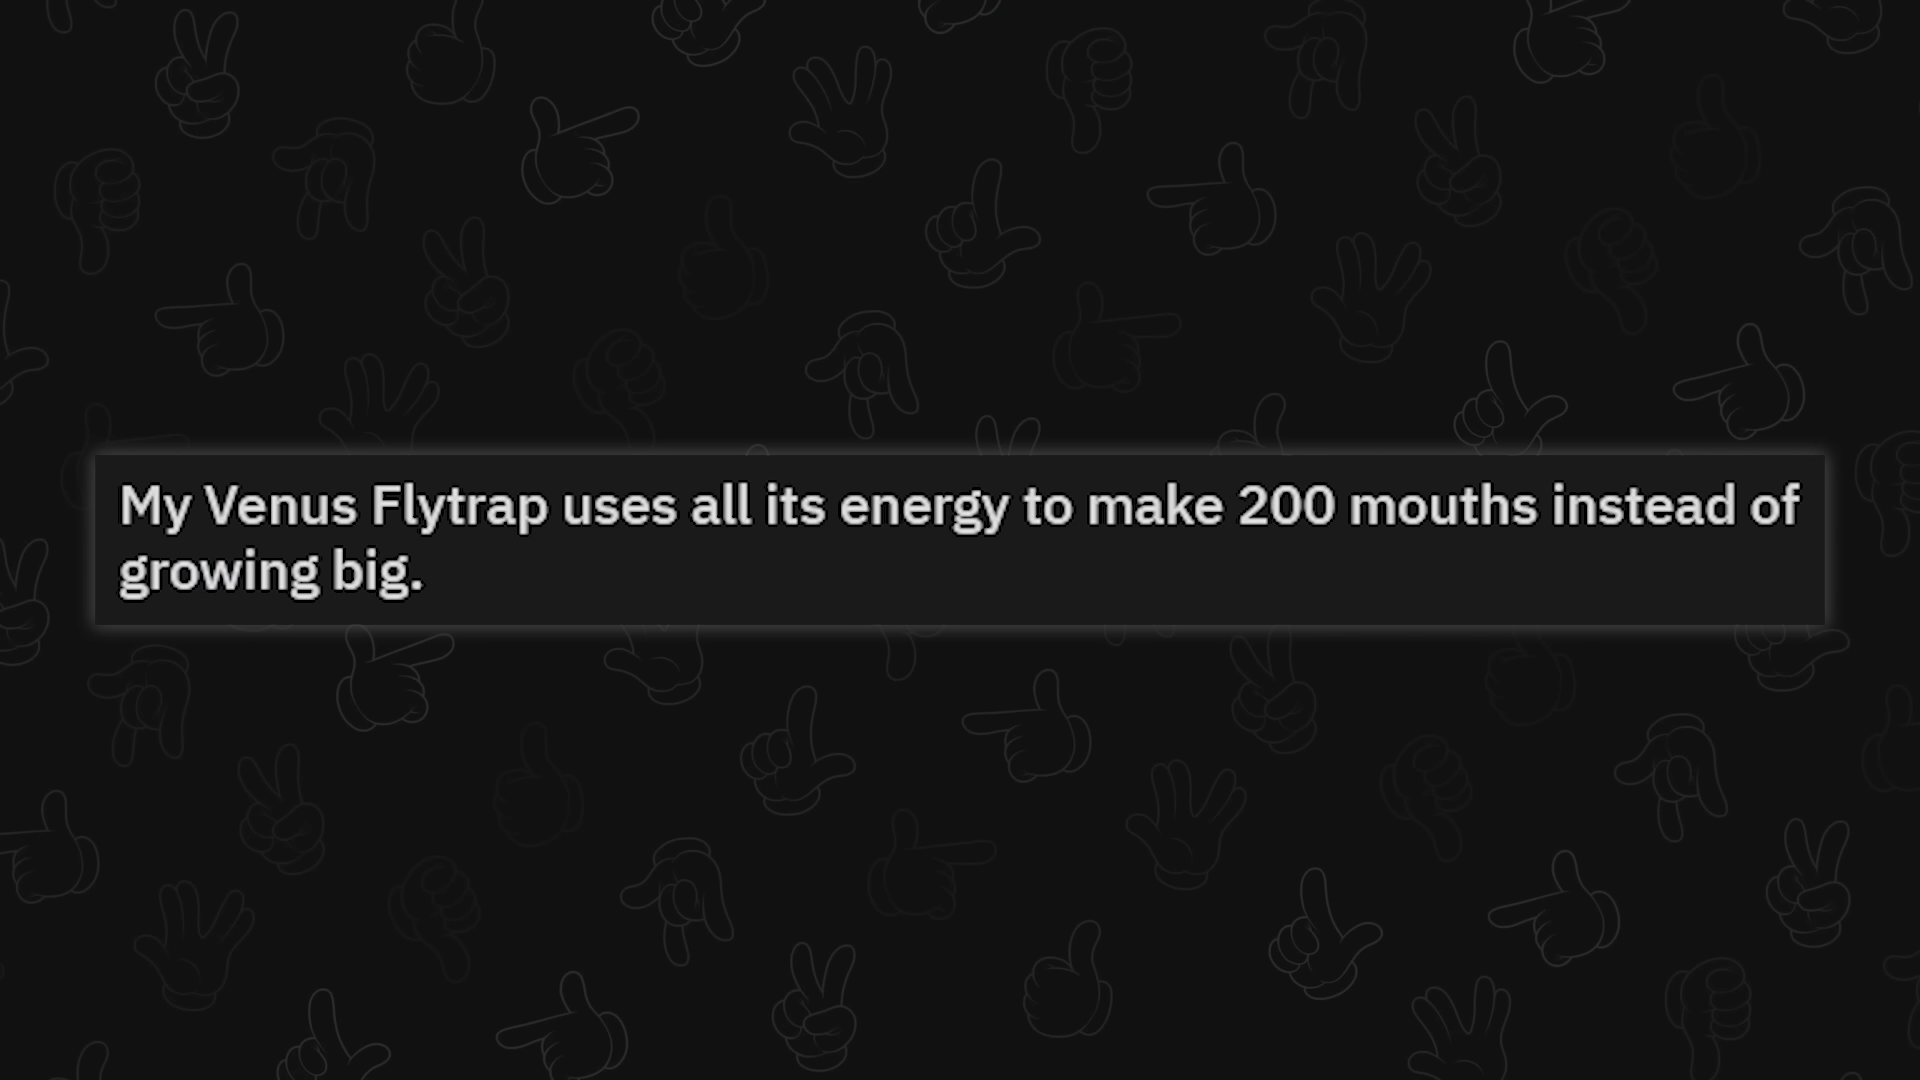 My Venus Flytrap uses all its energy to make 200 mouths instead of
growing big.